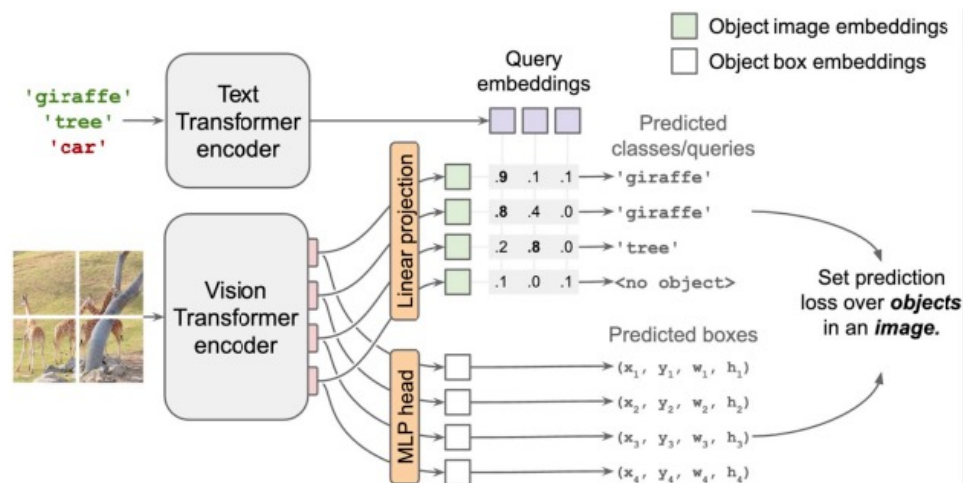 Object image embeddings
Object box embeddings
Query
embeddings
'giraffe'
'tree'
'car'
Text
Transformer
encoder
Predicted
classes/queries
Linear projection
.9 .1 .1 'giraffe'
.8 .4 .0 'giraffe'
.2 .8 .0 'tree'
.1 .0 .1 <no object>
Vision
Transformer
encoder
Set prediction
loss over objects
in an image.
Predicted boxes
MLP head
(x₁, y₁, w₁, h₁)
(x₂, y₂, w₂, h₂)
(x₃, y₃, w₃, h₃)
(x₄, y₄, w₄, h₄)